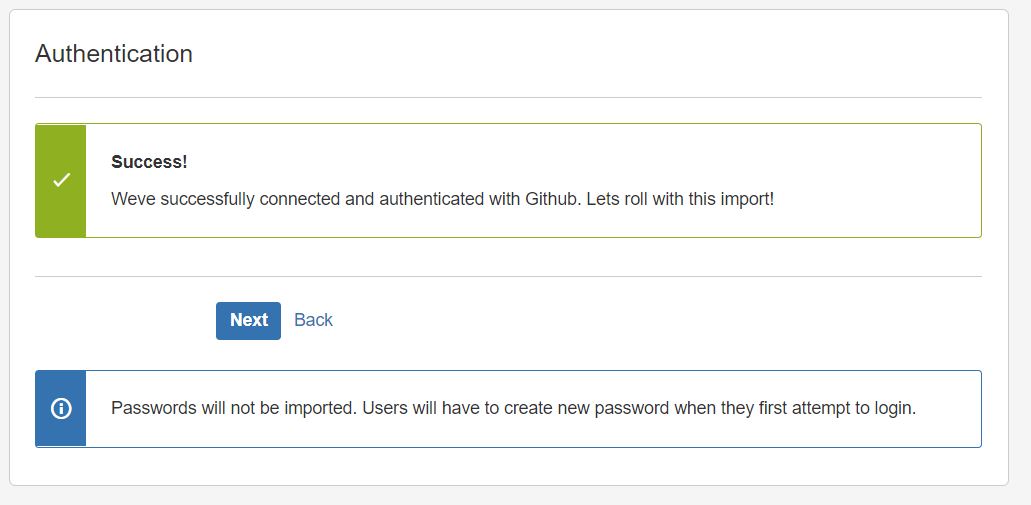 Authentication
Success!
Weve successfully connected and authenticated with Github. Lets roll with this import!
Next Back
Passwords will not be imported. Users will have to create new password when they first attempt to login.